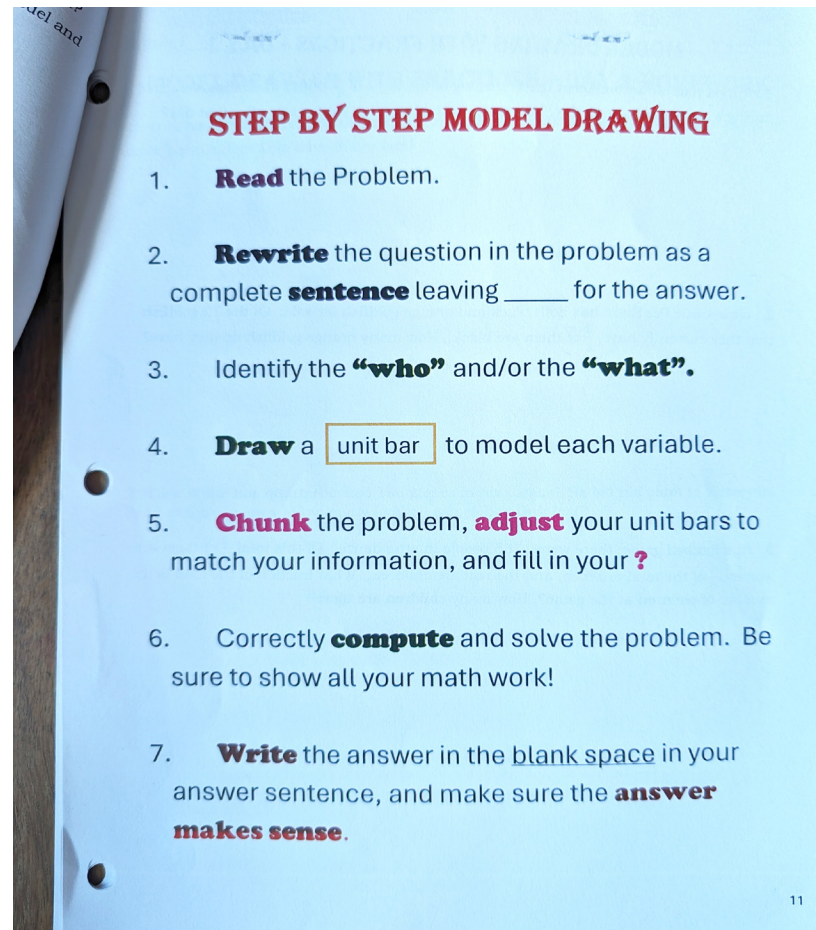 del and
STEP BY STEP MODEL DRAWING
1. Read the Problem.
2. Rewrite the question in the problem as a
complete sentence leaving _____ for the answer.
3. Identify the “who” and/or the “what”.
4. Draw a unit bar to model each variable.
5. Chunk the problem, adjust your unit bars to
match your information, and fill in your ?
6. Correctly compute and solve the problem. Be
sure to show all your math work!
7. Write the answer in the blank space in your
answer sentence, and make sure the answer
makes sense.
11